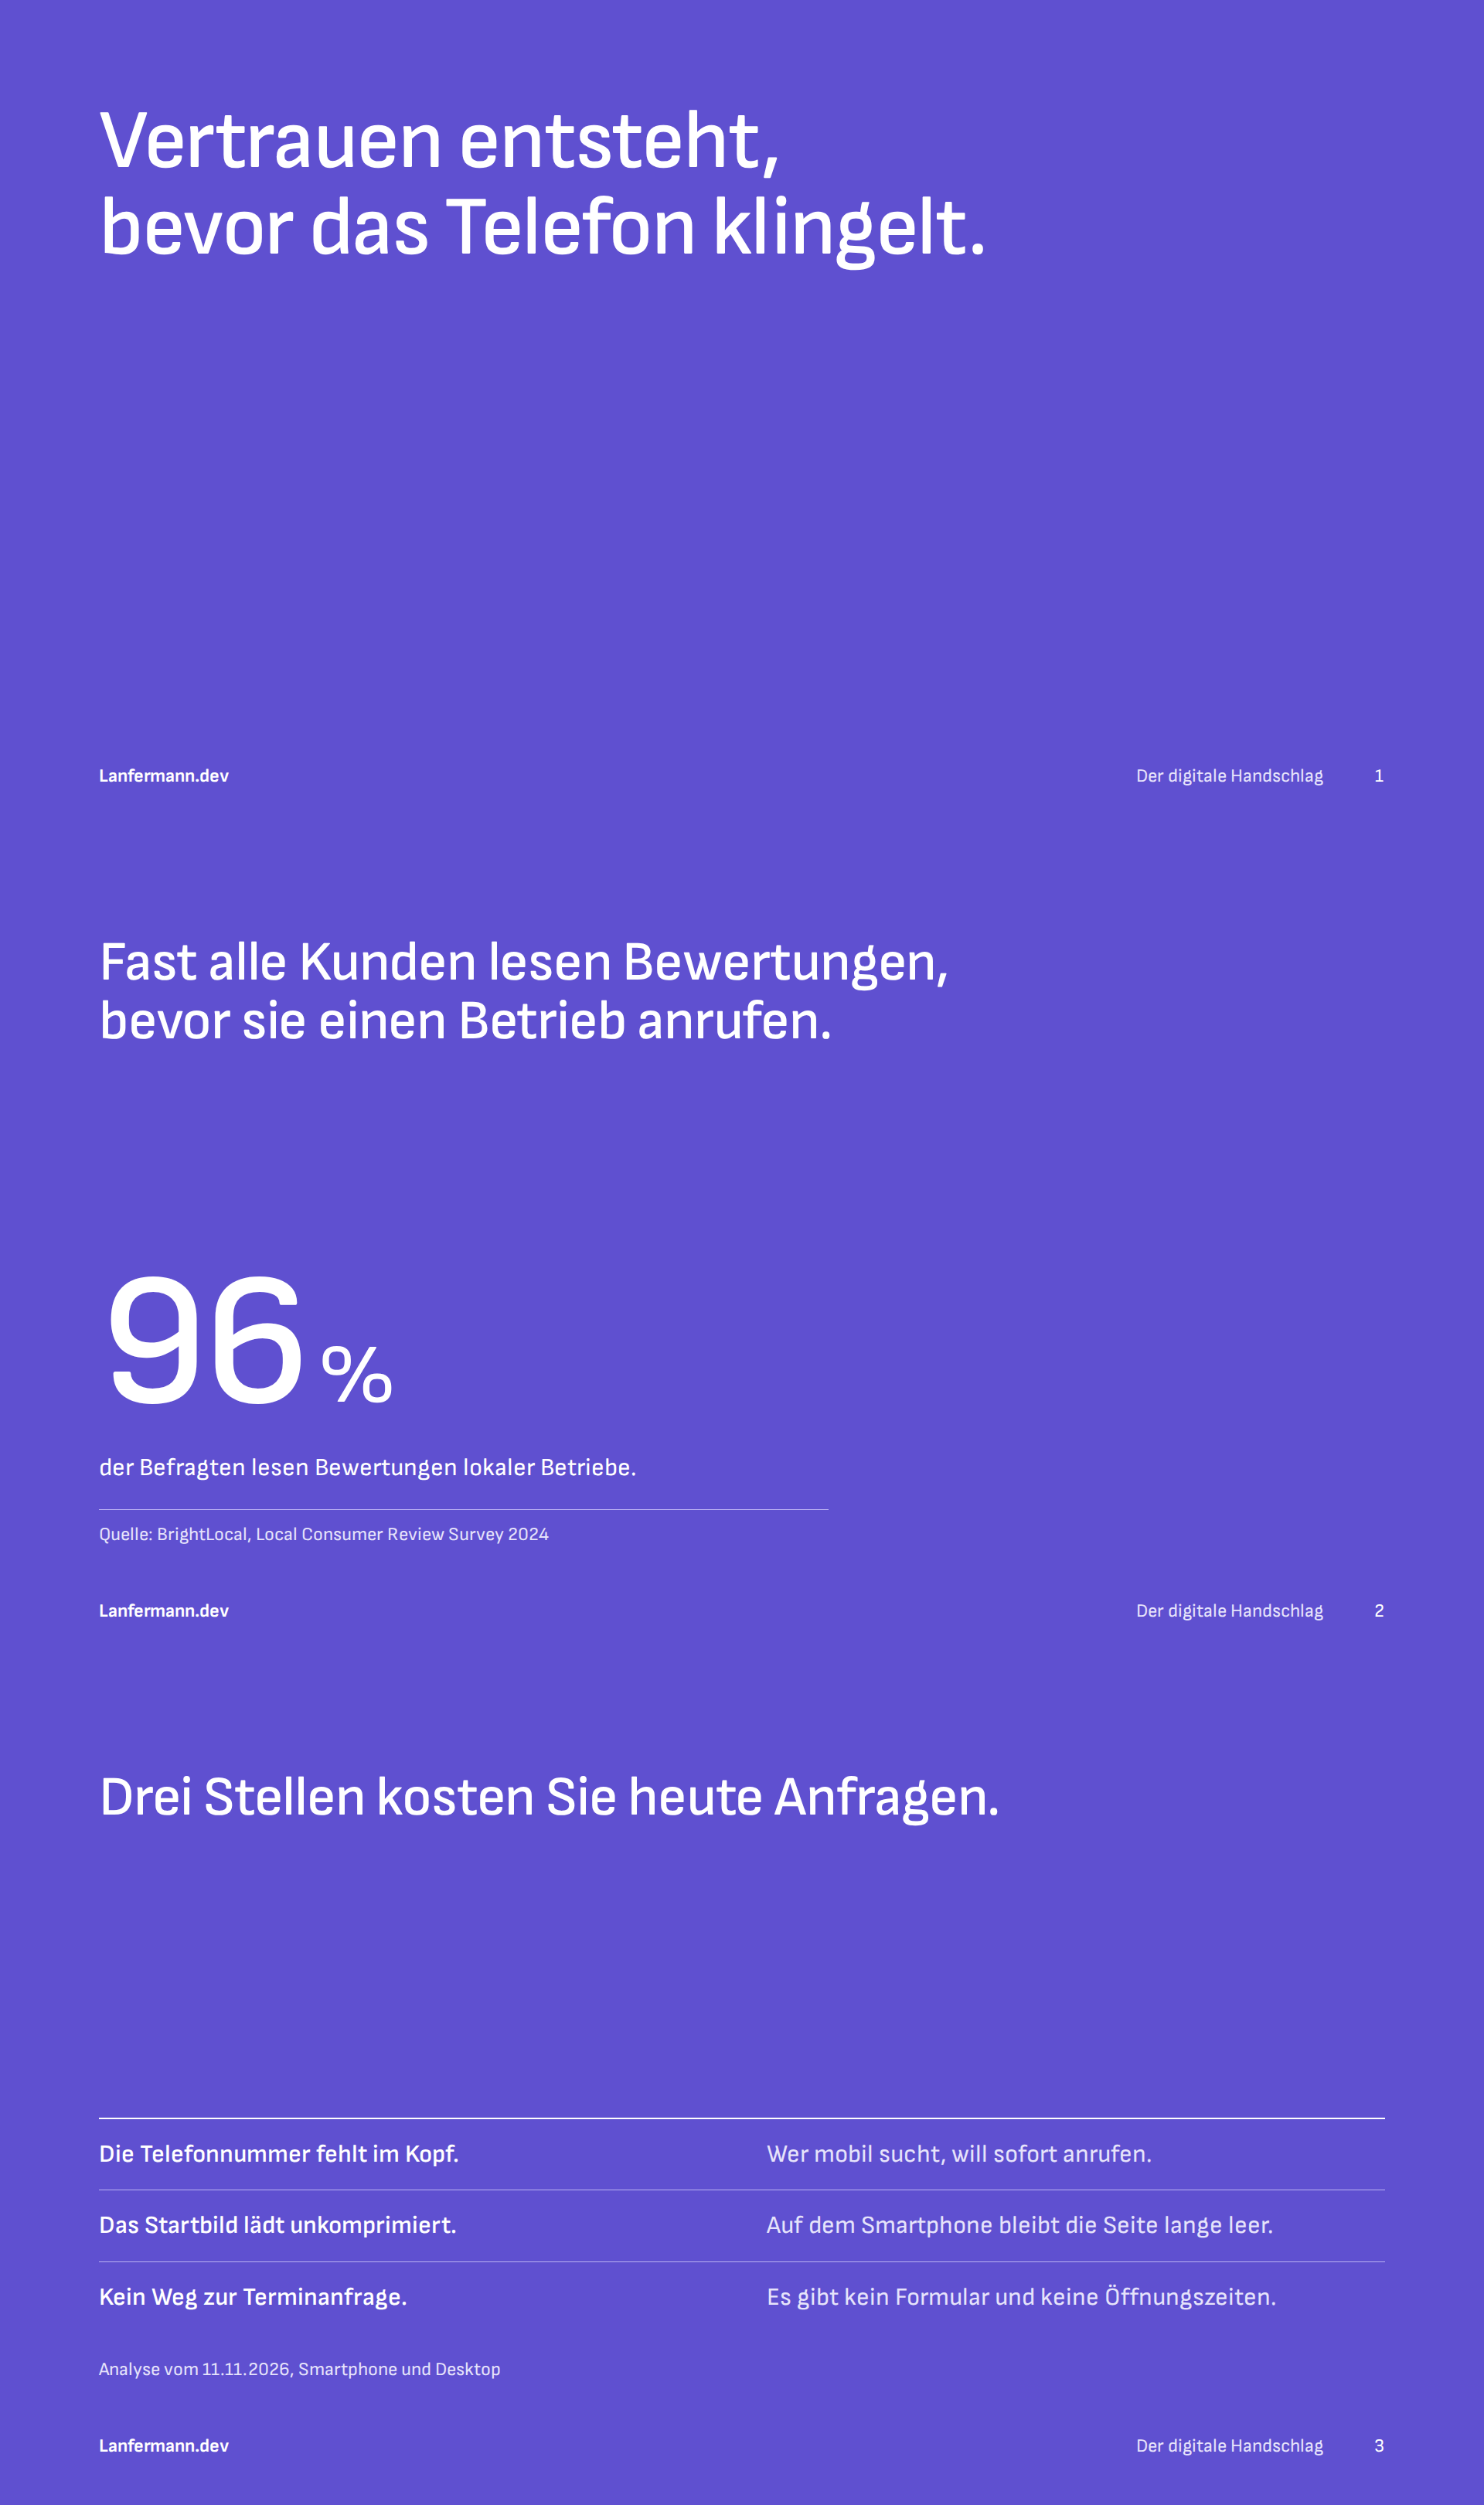 Vertrauen entsteht,
bevor das Telefon klingelt.
Lanfermann.dev
Der digitale Handschlag 1
Fast alle Kunden lesen Bewertungen,
bevor sie einen Betrieb anrufen.
96 %
der Befragten lesen Bewertungen lokaler Betriebe.
Quelle: BrightLocal, Local Consumer Review Survey 2024
Lanfermann.dev
Der digitale Handschlag 2
Drei Stellen kosten Sie heute Anfragen.
Die Telefonnummer fehlt im Kopf.
Wer mobil sucht, will sofort anrufen.
Das Startbild lädt unkomprimiert.
Auf dem Smartphone bleibt die Seite lange leer.
Kein Weg zur Terminanfrage.
Es gibt kein Formular und keine Öffnungszeiten.
Analyse vom 11.11.2026, Smartphone und Desktop
Lanfermann.dev
Der digitale Handschlag 3